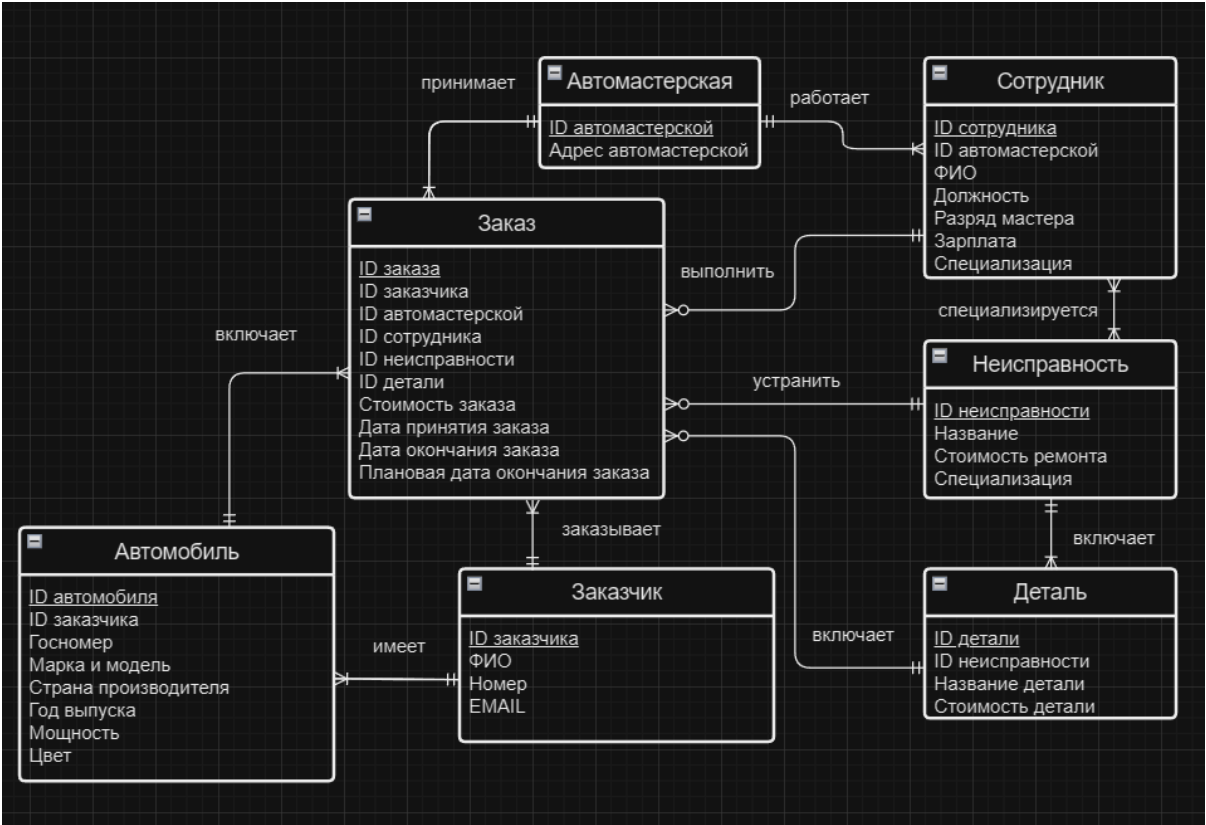 принимает
Автомастерская
ID автомастерской
Адрес автомастерской
работает
Сотрудник
ID сотрудника
ID автомастерской
ФИО
Должность
Разряд мастера
Зарплата
Специализация
Заказ
ID заказа
ID заказчика
ID автомастерской
ID сотрудника
ID неисправности
ID детали
Стоимость заказа
Дата принятия заказа
Дата окончания заказа
Плановая дата окончания заказа
выполнить
специализируется
включает
устранить
Неисправность
ID неисправности
Название
Стоимость ремонта
Специализация
заказывает
включает
Автомобиль
ID автомобиля
ID заказчика
Госномер
Марка и модель
Страна производителя
Год выпуска
Мощность
Цвет
имеет
Заказчик
ID заказчика
ФИО
Номер
EMAIL
включает
Деталь
ID детали
ID неисправности
Название детали
Стоимость детали